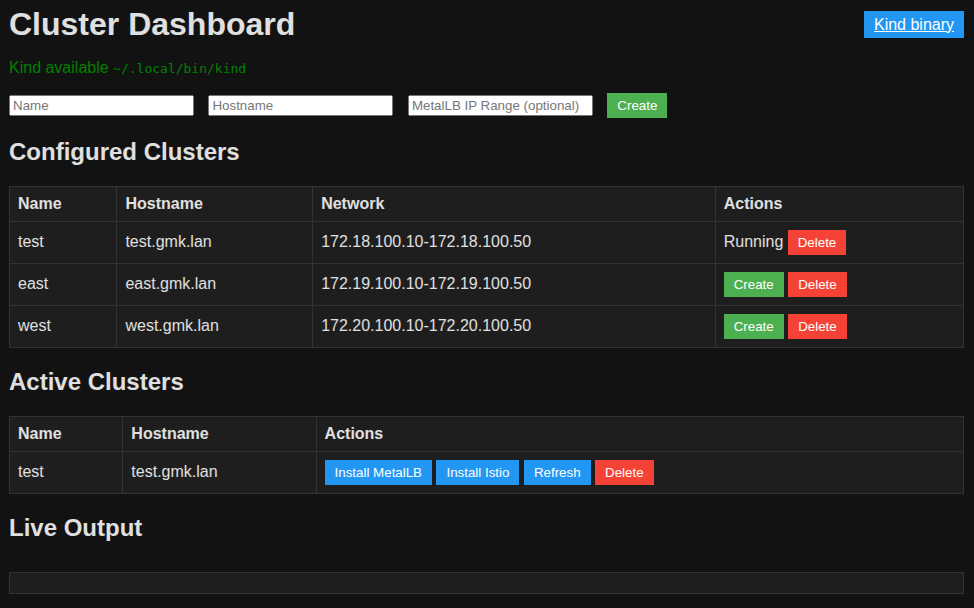 Cluster Dashboard
Kind binary
Kind available ~/.local/bin/kind
Name Hostname MetalLB IP Range (optional) Create
Configured Clusters
Name Hostname Network Actions
test test.gmk.lan 172.18.100.10-172.18.100.50 Running Delete
east east.gmk.lan 172.19.100.10-172.19.100.50 Create Delete
west west.gmk.lan 172.20.100.10-172.20.100.50 Create Delete
Active Clusters
Name Hostname Actions
test test.gmk.lan Install MetalLB Install Istio Refresh Delete
Live Output